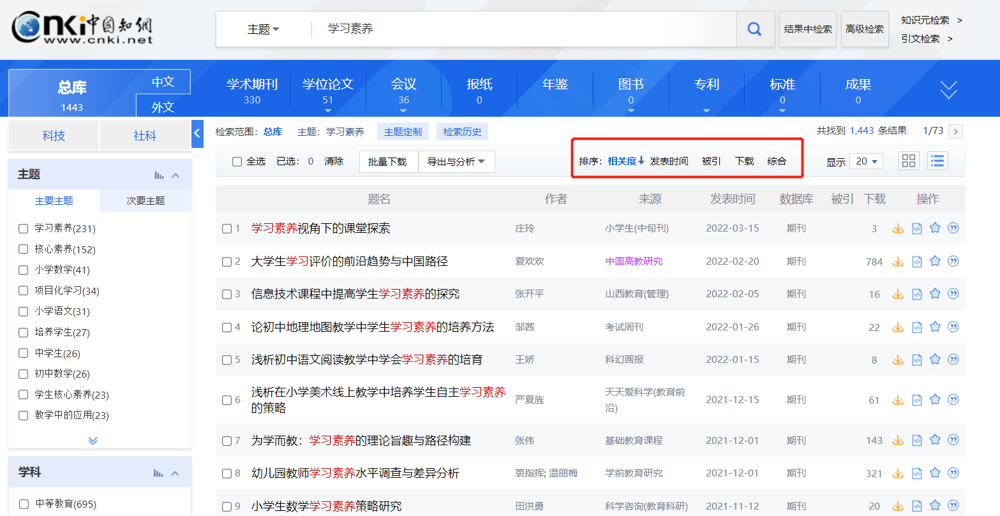 cnki中国知網
www.cnki.net
主题 学习素养 结果中检索 高级检索 知识元检索 >
引文检索 >
总库
1443
中文
外文
学术期刊 330
学位论文 51
会议 36
报纸 0
年鉴
图书 0
专利
标准 0
成果 0
科技 社科
检索范围：总库 主题：学习素养 主题定制 检索历史 共找到 1,443 条结果 1/73 >
全选 已选：0 清除 批量下载 导出与分析 排序：相关度↓ 发表时间 被引 下载 综合 显示 20
主题
主要主题 次要主题
学习素养(231)
核心素养(152)
小学数学(41)
项目化学习(34)
小学语文(31)
培养学生(27)
中学生(26)
初中数学(26)
学生核心素养(23)
教学中的应用(23)
学科
中等教育(695)
题名 作者 来源 发表时间 数据库 被引 下载 操作
1 学习素养视角下的课堂探索 庄玲 小学生(中旬刊) 2022-03-15 期刊 3
2 大学生学习评价的前沿趋势与中国路径 夏欢欢 中国高教研究 2022-02-20 期刊 784
3 信息技术课程中提高学生学习素养的探究 张开平 山西教育(管理) 2022-02-05 期刊 16
4 论初中地理地图教学中学生学习素养的培养方法 邹茜 考试周刊 2022-01-26 期刊 22
5 浅析初中语文阅读教学中学会学习素养的培育 王娇 科幻画报 2022-01-15 期刊 8
6 浅析在小学美术线上教学中培养学生自主学习素养
的策略 严夏旌 天天爱科学(教育前
沿) 2021-12-15 期刊 61
7 为学而教：学习素养的理论旨趣与路径构建 张伟 基础教育课程 2021-12-01 期刊 143
8 幼儿园教师学习素养水平调查与差异分析 裘指挥; 温丽梅 学前教育研究 2021-12-01 期刊 321
9 小学生数学学习素养策略研究 田洪勇 科学咨询(教育科研) 2021-11-12 期刊 20